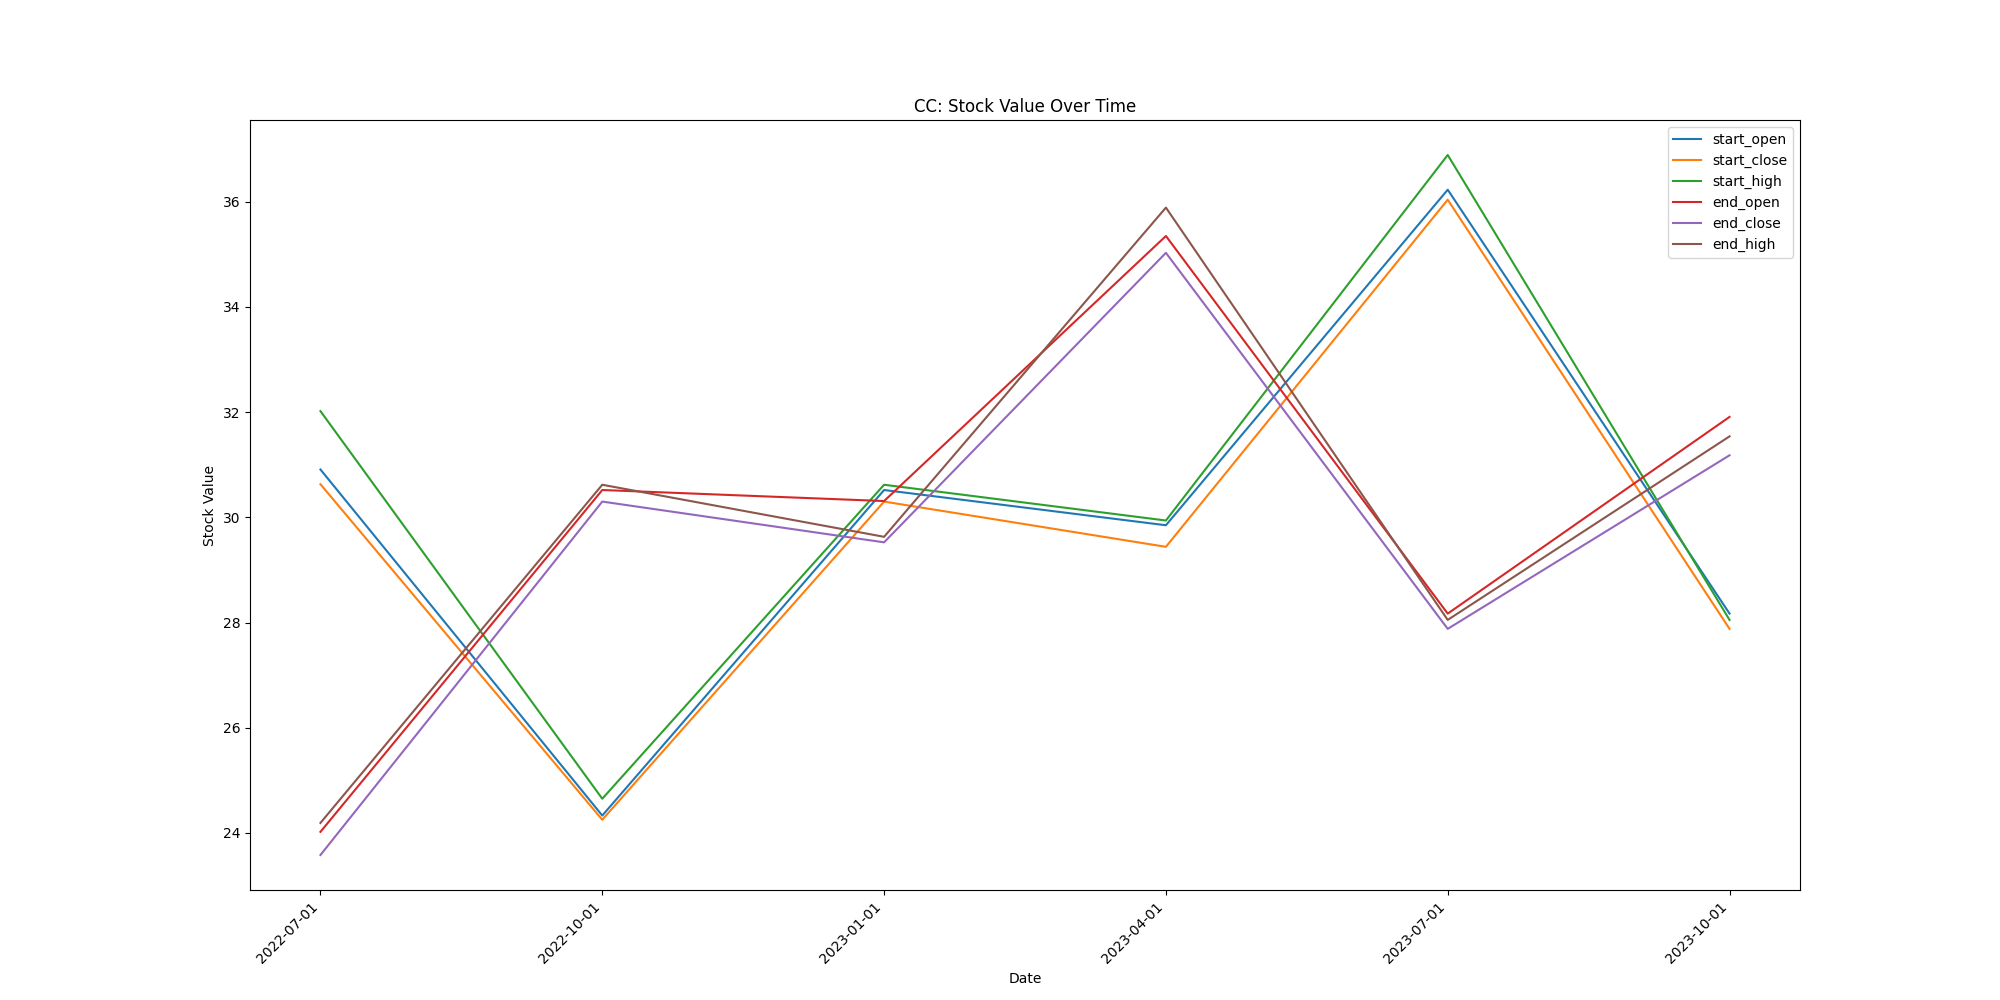 CC: Stock Value Over Time
start_open
start_close
start_high
end_open
end_close
end_high
Stock Value
36
34
32
30
28
26
24
2022-07-01
2022-10-01
2023-01-01
2023-04-01
2023-07-01
2023-10-01
Date